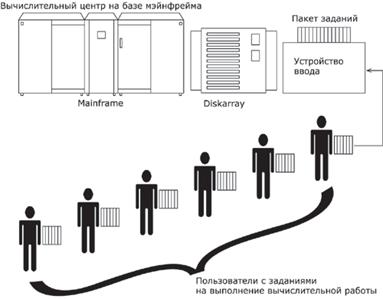 Вычислительный центр на базе мэйнфрейма
Пакет заданий
Устройство
ввода
Mainframe
Diskarray
Пользователи с заданиями
на выполнение вычислительной работы